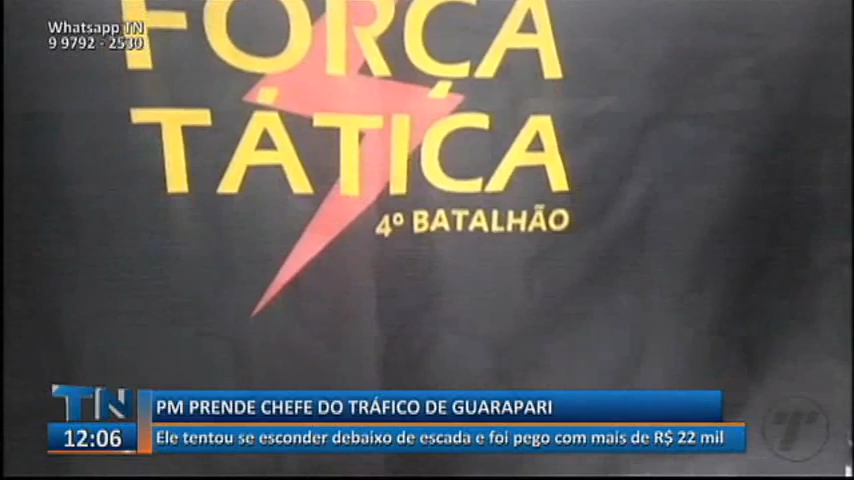 Whatsapp TN
9 9792 - 2530
FORÇA
TÁTICA
4º BATALHÃO
TN
PM PRENDE CHEFE DO TRÁFICO DE GUARAPARI
12:06
Ele tentou se esconder debaixo de escada e foi pego com mais de R$ 22 mil